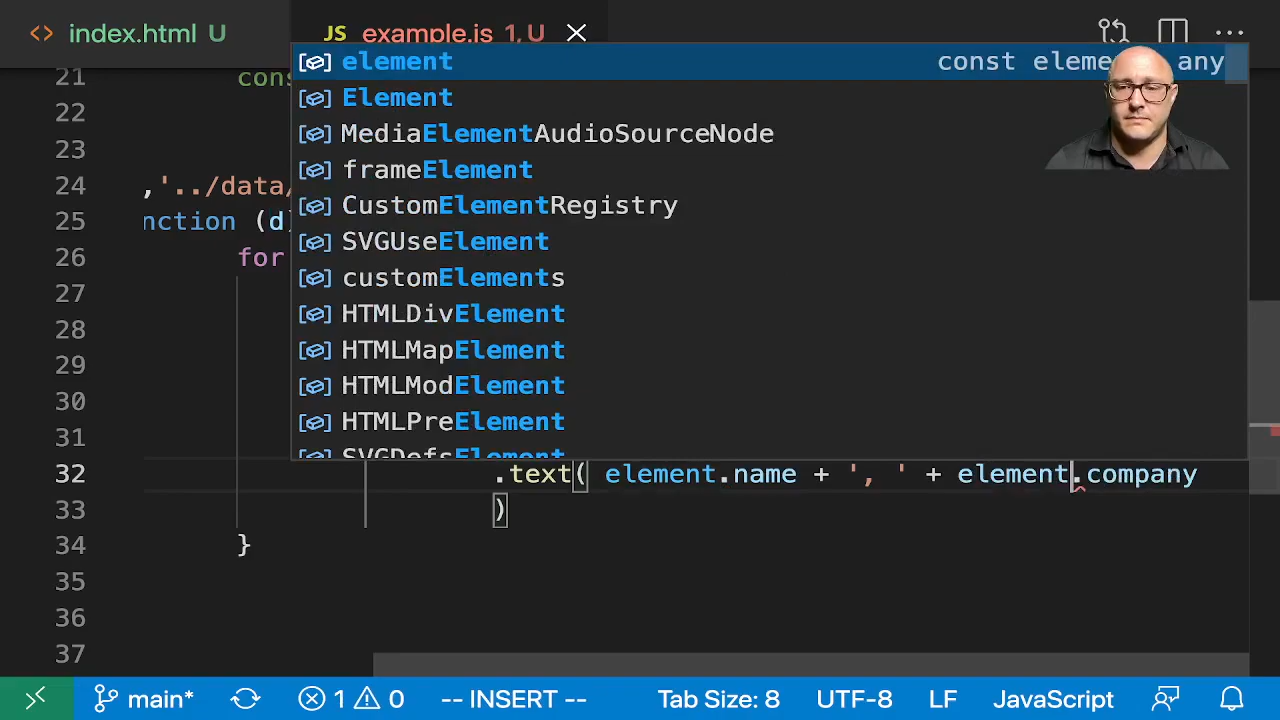 index.html U
JS example.js 1, U
element const eleme any
Element
MediaElementAudioSourceNode
frameElement
CustomElementRegistry
SVGUseElement
customElements
HTMLDivElement
HTMLMapElement
HTMLModElement
HTMLPreElement
SVGDefsElement
21 cons
22
23
24 ,'../data/
25 nction (d)
26 for
27
28
29
30
31
32 .text( element.name + ', ' + element.company
33 )
34 }
35
36
37
main* 1 0 -- INSERT -- Tab Size: 8 UTF-8 LF JavaScript